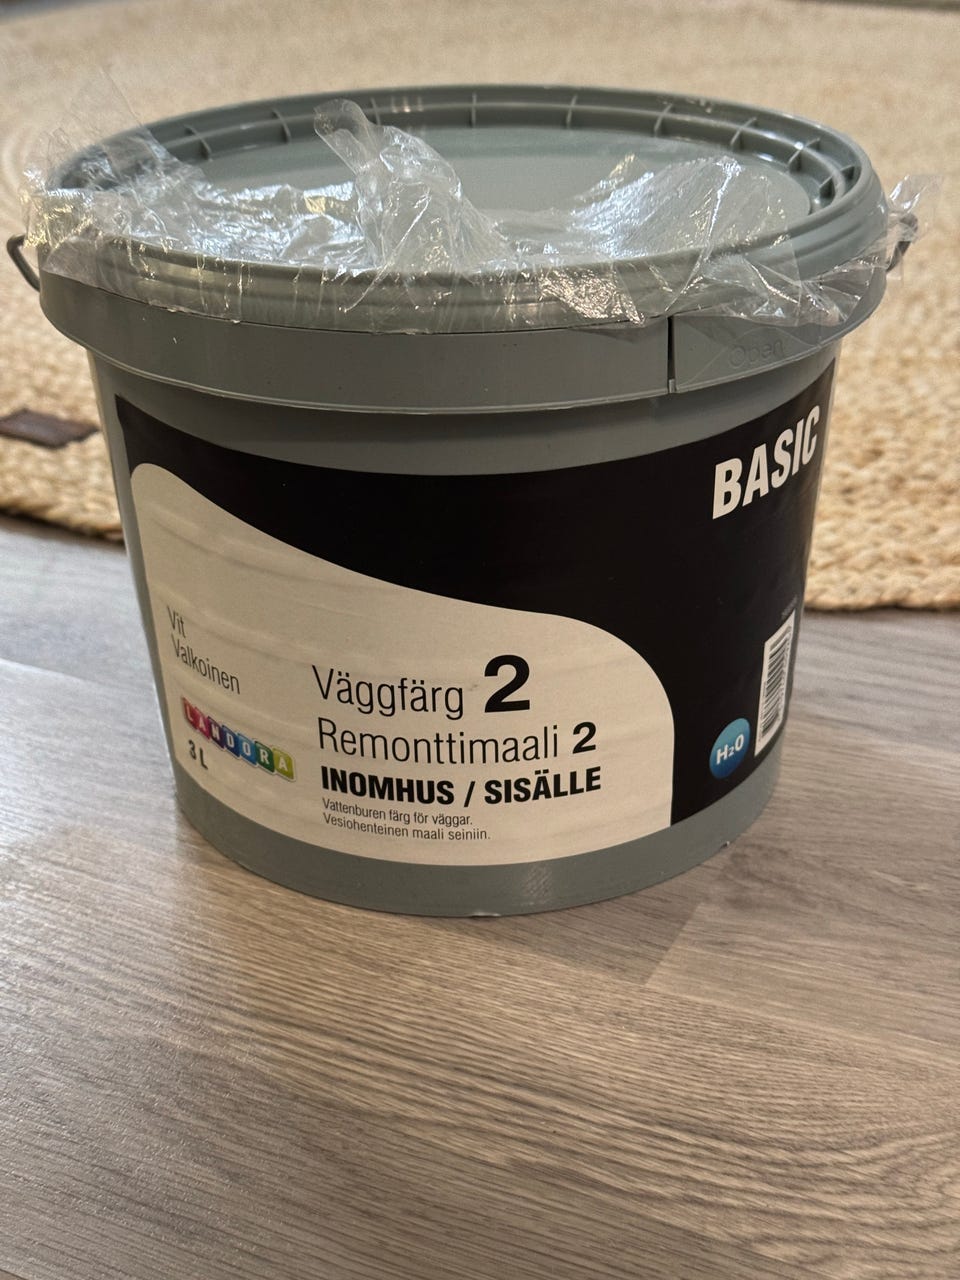 Open
BASIC
Vit
Valkoinen
LANDORA
3 L
Väggfärg 2
Remonttimaali 2
INOMHUS / SISÄLLE
Vattenburen färg för väggar.
Vesiohenteinen maali seiniin.
H2O